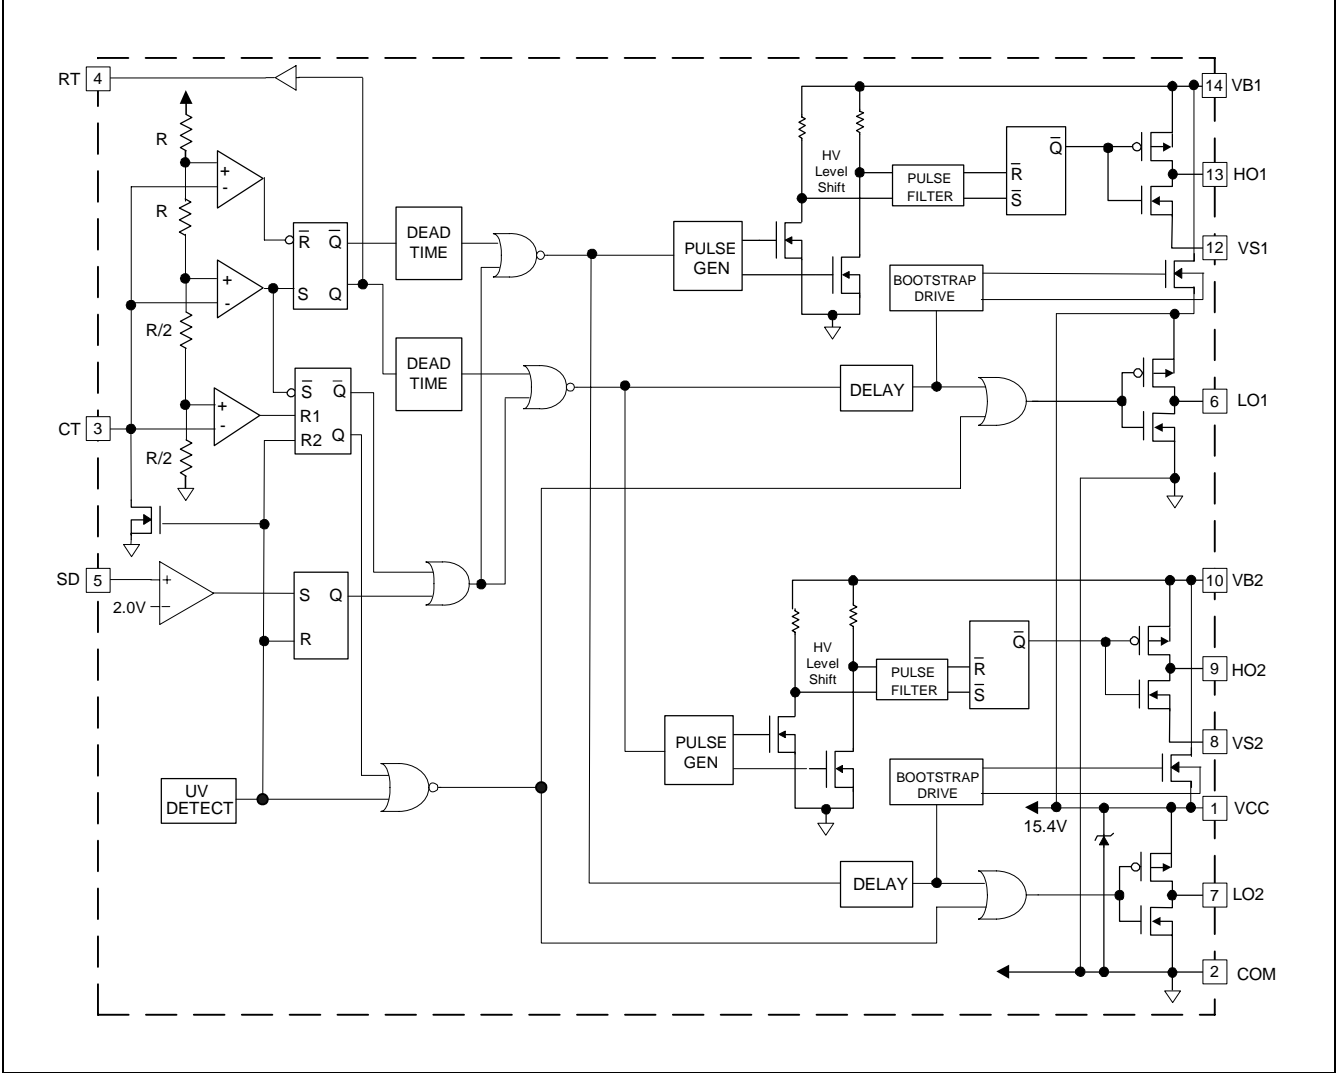 RT 4
14 VB1
R
+
-
R
HV
Level
Shift
PULSE
FILTER
R
S
Q
13 HO1
R Q
S Q
DEAD
TIME
PULSE
GEN
12 VS1
BOOTSTRAP
DRIVE
+
-
R/2
DEAD
TIME
S Q
R1
R2 Q
DELAY
6 LO1
CT 3
+
-
R/2
SD 5
+
2.0V
S Q
R
10 VB2
HV
Level
Shift
PULSE
FILTER
R
S
Q
9 HO2
PULSE
GEN
8 VS2
UV
DETECT
BOOTSTRAP
DRIVE
15.4V
1 VCC
DELAY
7 LO2
2 COM